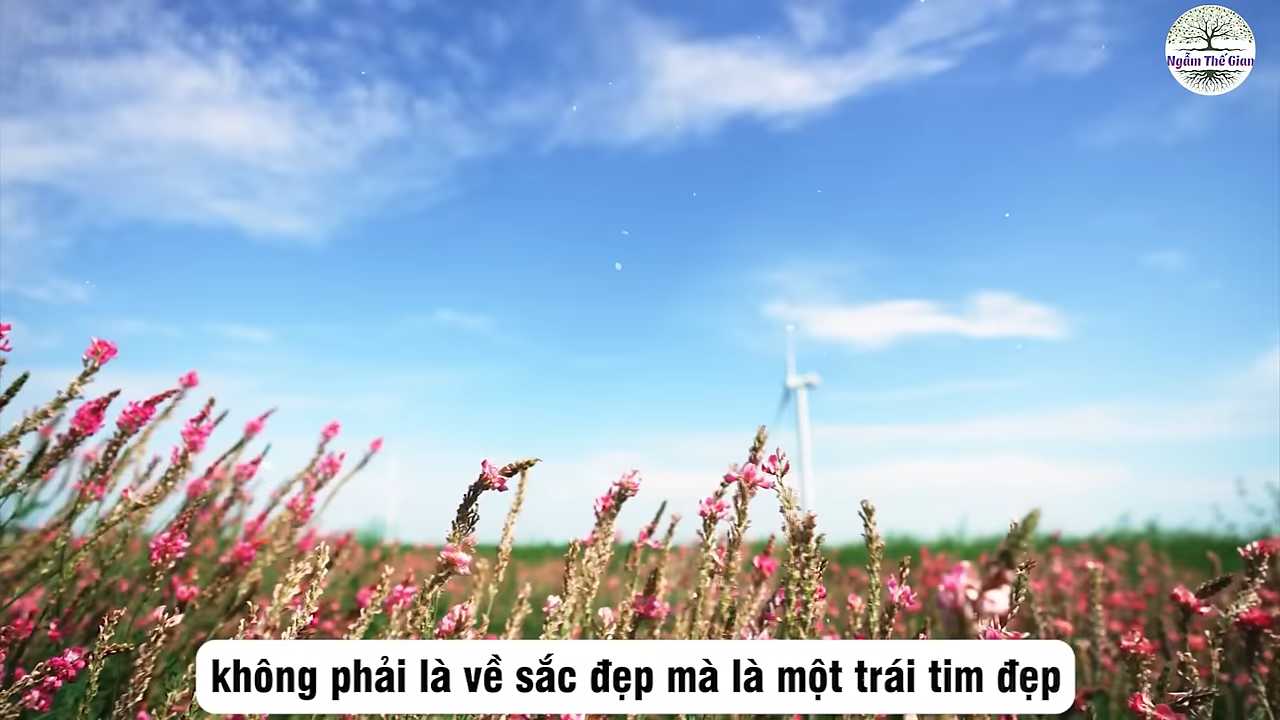 Ngẫm Thế Gian
không phải là về sắc đẹp mà là một trái tim đẹp